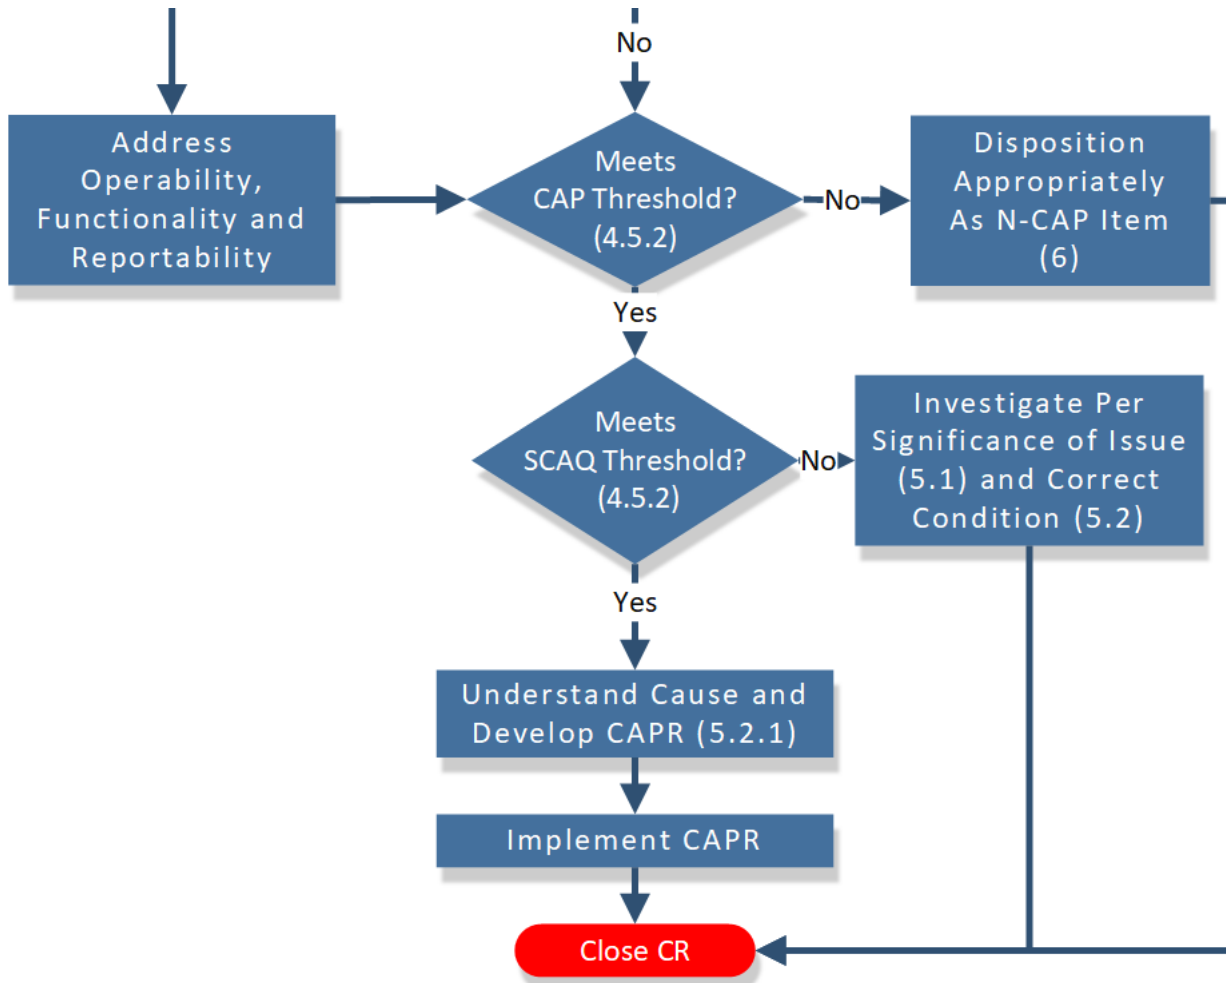 No
Address
Operability,
Functionality and
Reportability
Meets
CAP Threshold?
(4.5.2)
No
Disposition
Appropriately
As N-CAP Item
(6)
Yes
Meets
SCAQ Threshold?
(4.5.2)
No
Investigate Per
Significance of Issue
(5.1) and Correct
Condition (5.2)
Yes
Understand Cause and
Develop CAPR (5.2.1)
Implement CAPR
Close CR